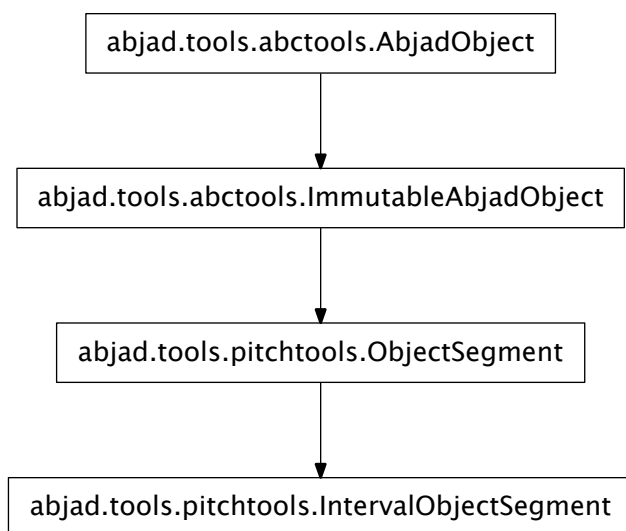 abjad.tools.abctools.AbjadObject
abjad.tools.abctools.ImmutableAbjadObject
abjad.tools.pitchtools.ObjectSegment
abjad.tools.pitchtools.IntervalObjectSegment